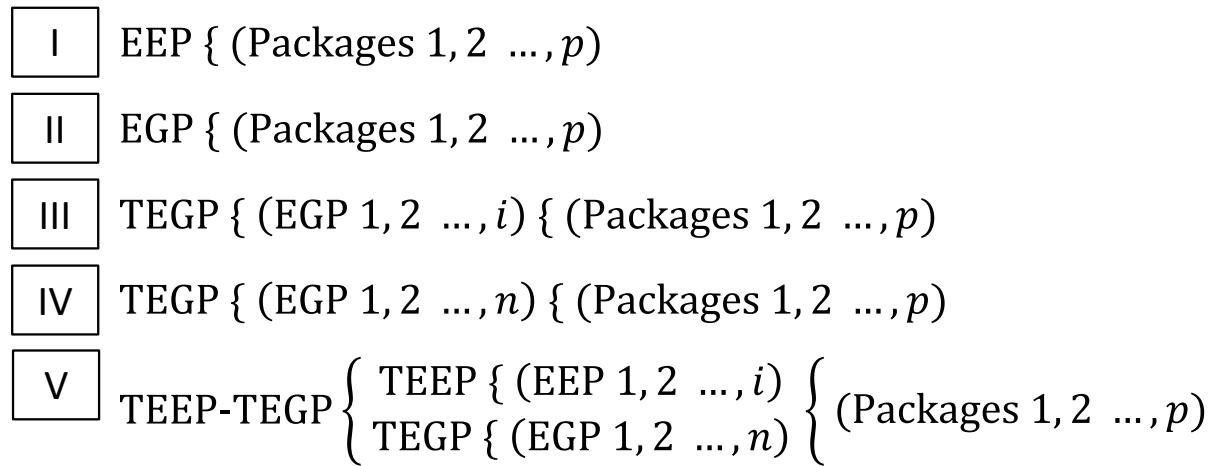 I EEP { (Packages 1, 2 …, p)
II EGP { (Packages 1, 2 …, p)
III TEGP { (EGP 1, 2 …, i) { (Packages 1, 2 …, p)
IV TEGP { (EGP 1, 2 …, n) { (Packages 1, 2 …, p)
V TEEP-TEGP { TEEP { (EEP 1, 2 …, i)
TEGP { (EGP 1, 2 …, n) { (Packages 1, 2 …, p)